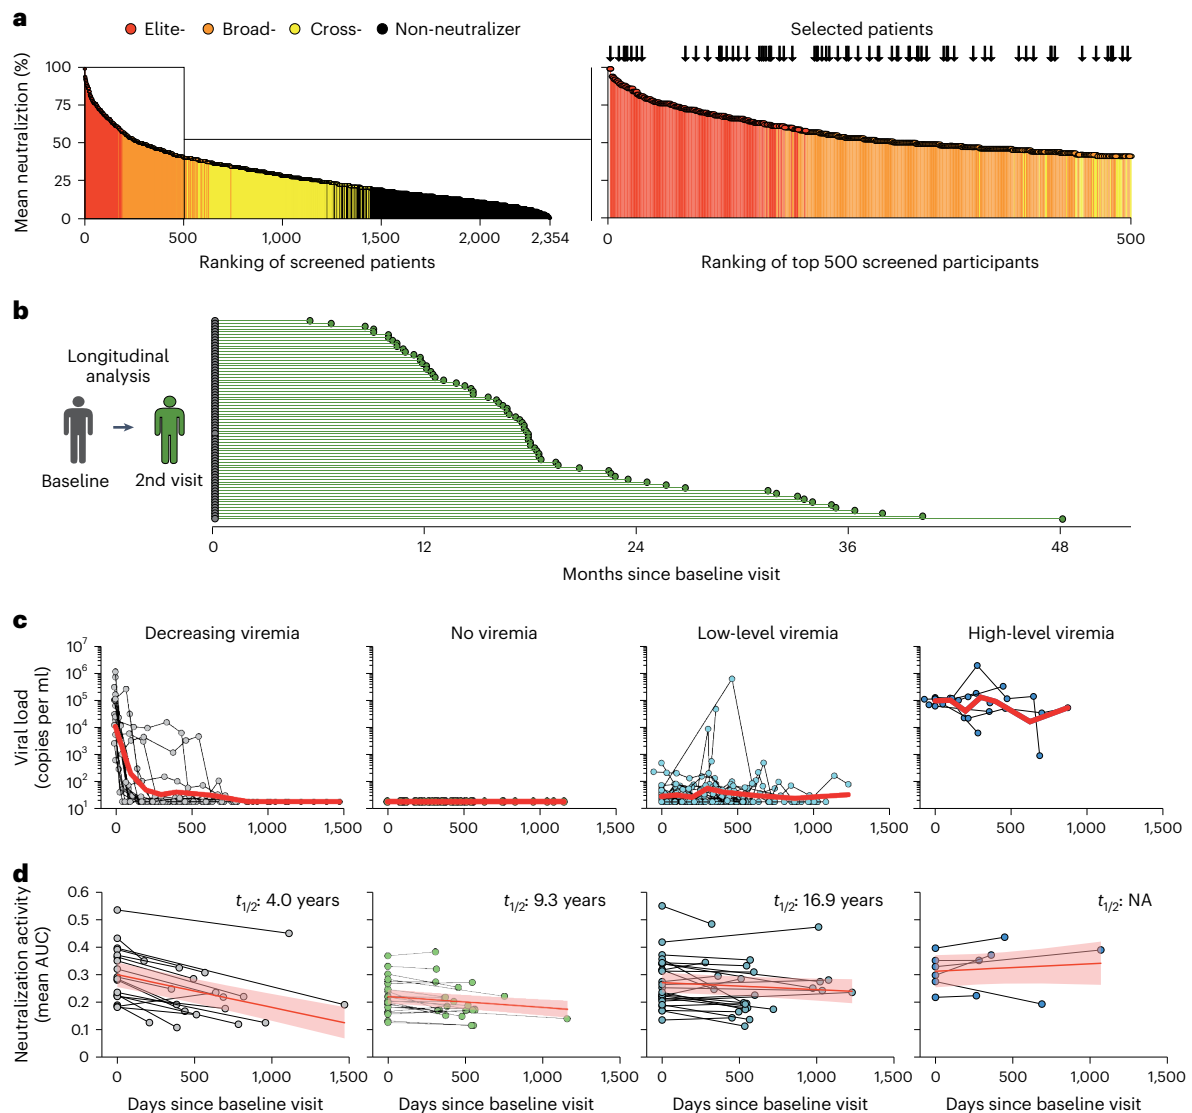 a
Elite- Broad- Cross- Non-neutralizer
Selected patients
Mean neutraliztion (%)
100
75
50
25
0
0 500 1,000 1,500 2,000 2,354
Ranking of screened patients
0 500
Ranking of top 500 screened participants
b
Longitudinal
analysis
Baseline 2nd visit
0 12 24 36 48
Months since baseline visit
c
Decreasing viremia No viremia Low-level viremia High-level viremia
Viral load
(copies per ml)
10⁷
10⁶
10⁵
10⁴
10³
10²
10¹
0 500 1,000 1,500 0 500 1,000 1,500 0 500 1,000 1,500 0 500 1,000 1,500
d
Neutralization activity
(mean AUC)
t1/2: 4.0 years t1/2: 9.3 years t1/2: 16.9 years t1/2: NA
0.6
0.5
0.4
0.3
0.2
0.1
0
0 500 1,000 1,500 0 500 1,000 1,500 0 500 1,000 1,500 0 500 1,000 1,500
Days since baseline visit Days since baseline visit Days since baseline visit Days since baseline visit